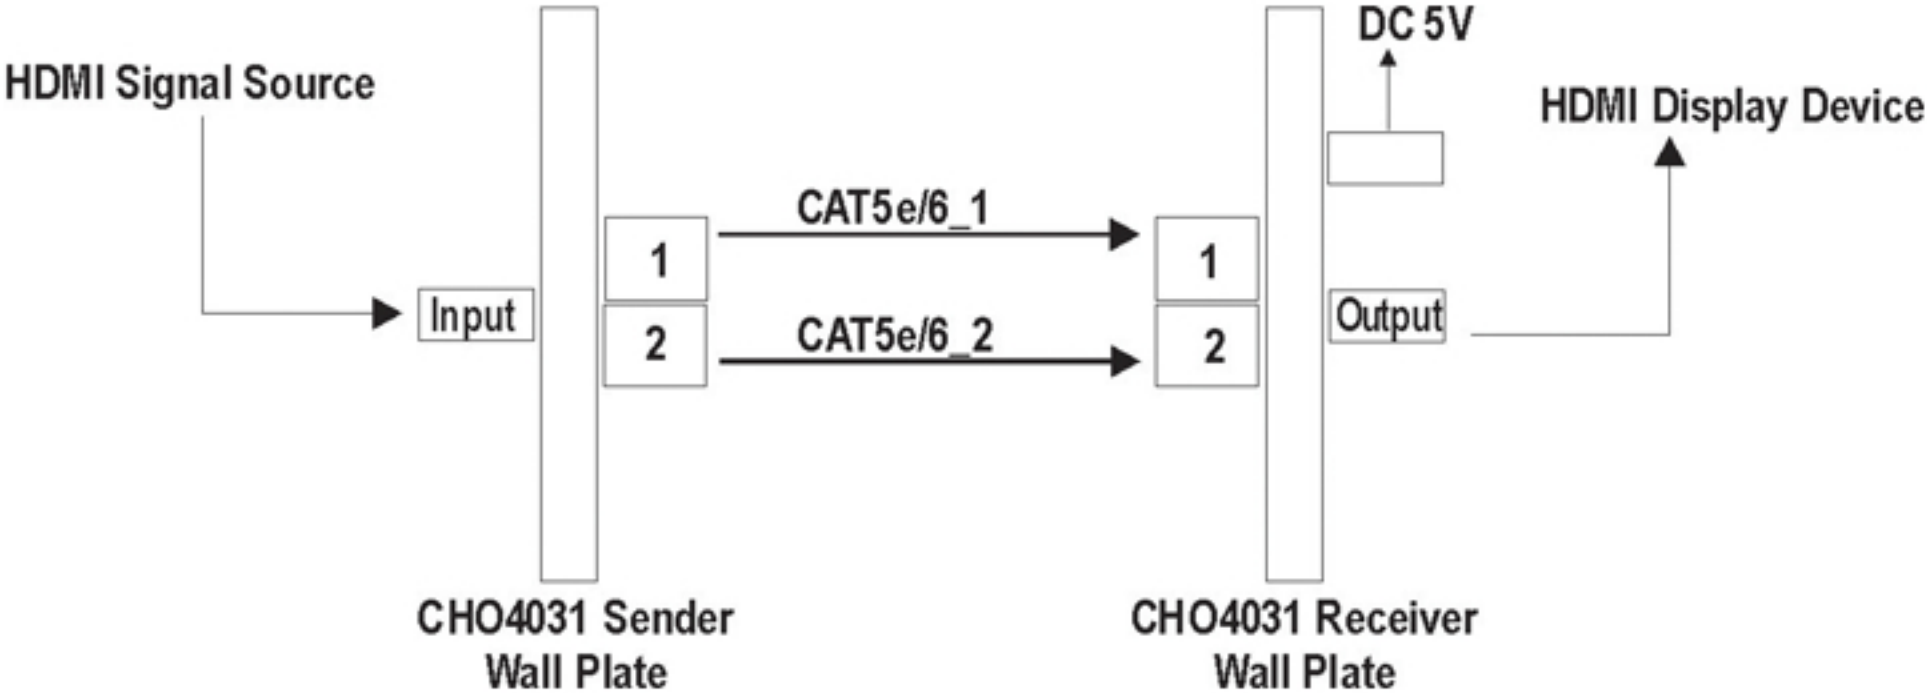 DC 5V
HDMI Signal Source
HDMI Display Device
CAT5e/6_1
1
1
Input
Output
CAT5e/6_2
2
2
CHO4031 Sender
Wall Plate
CHO4031 Receiver
Wall Plate